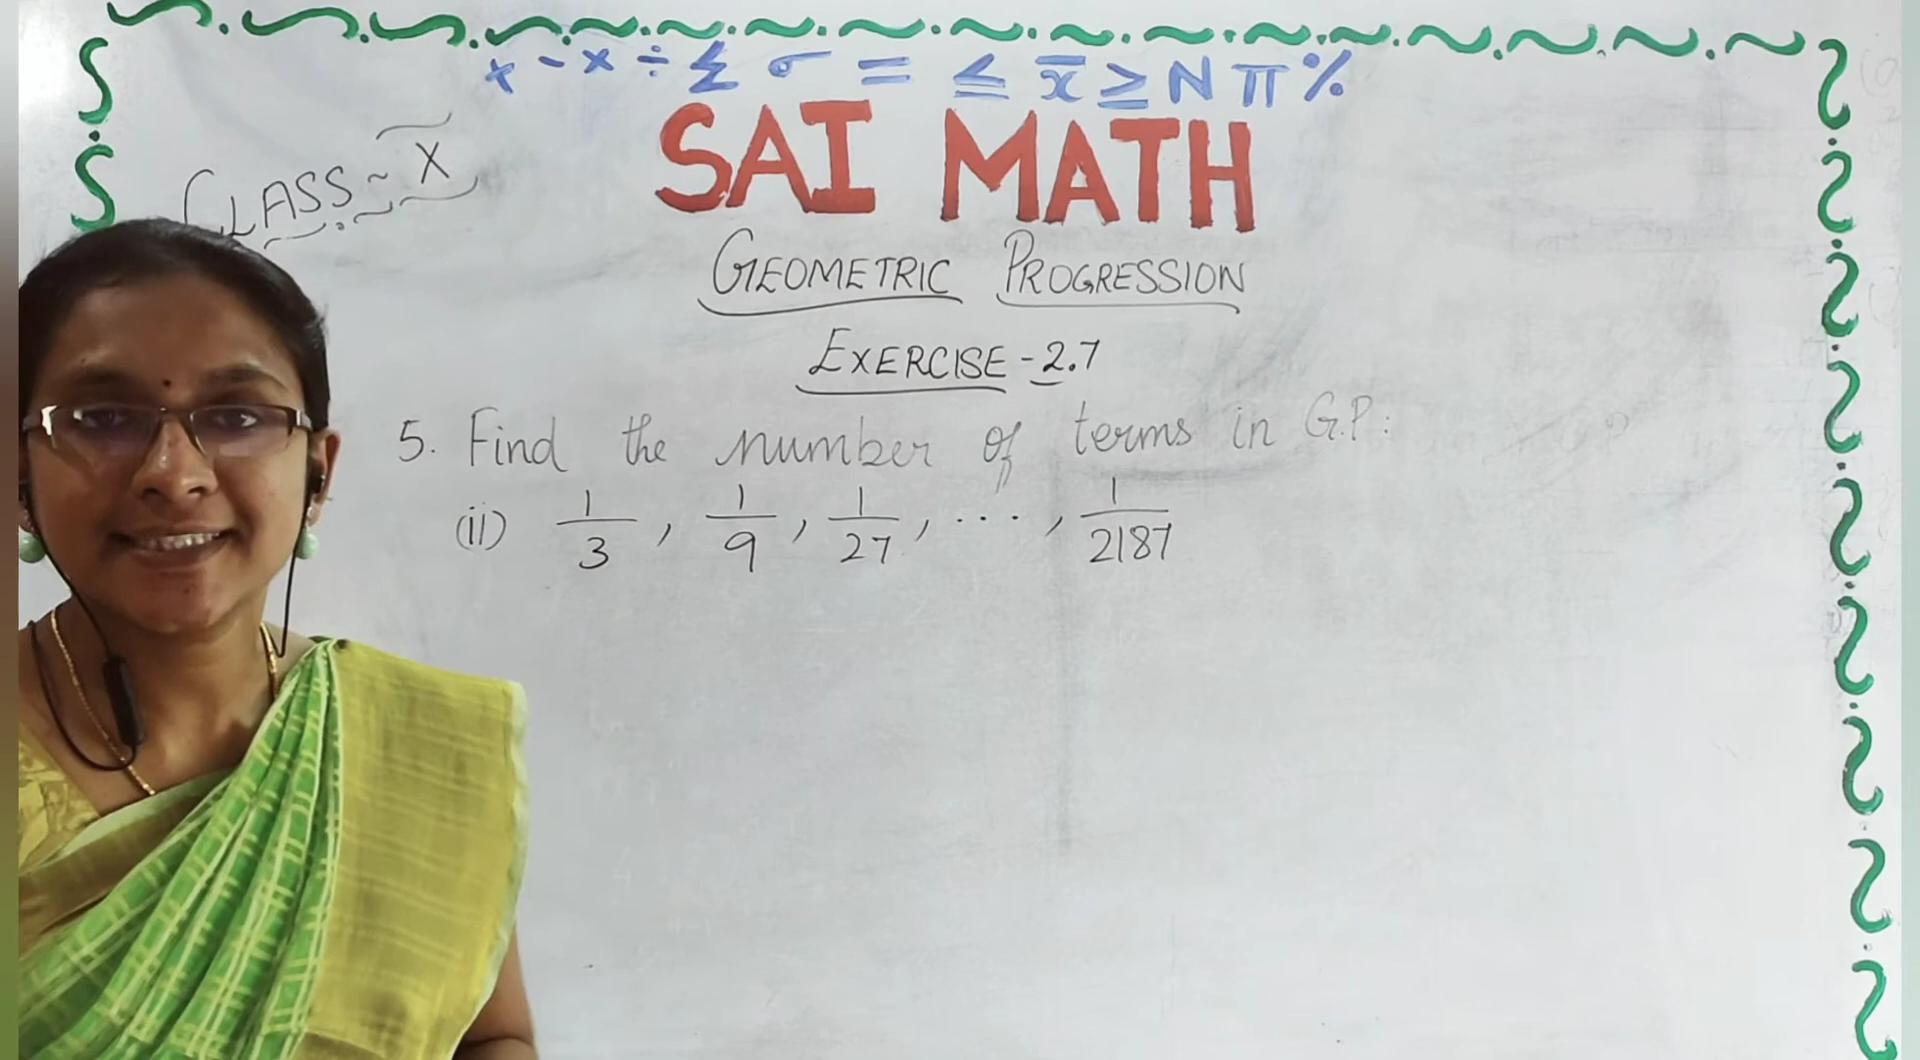 + - × ÷ Σ σ = ≤ x̄ ≥ N π %
SAI MATH
CLASS ~ X
GEOMETRIC PROGRESSION
EXERCISE - 2.7
5. Find the number of terms in G.P:
(ii) 1/3, 1/9, 1/27, ..., 1/2187